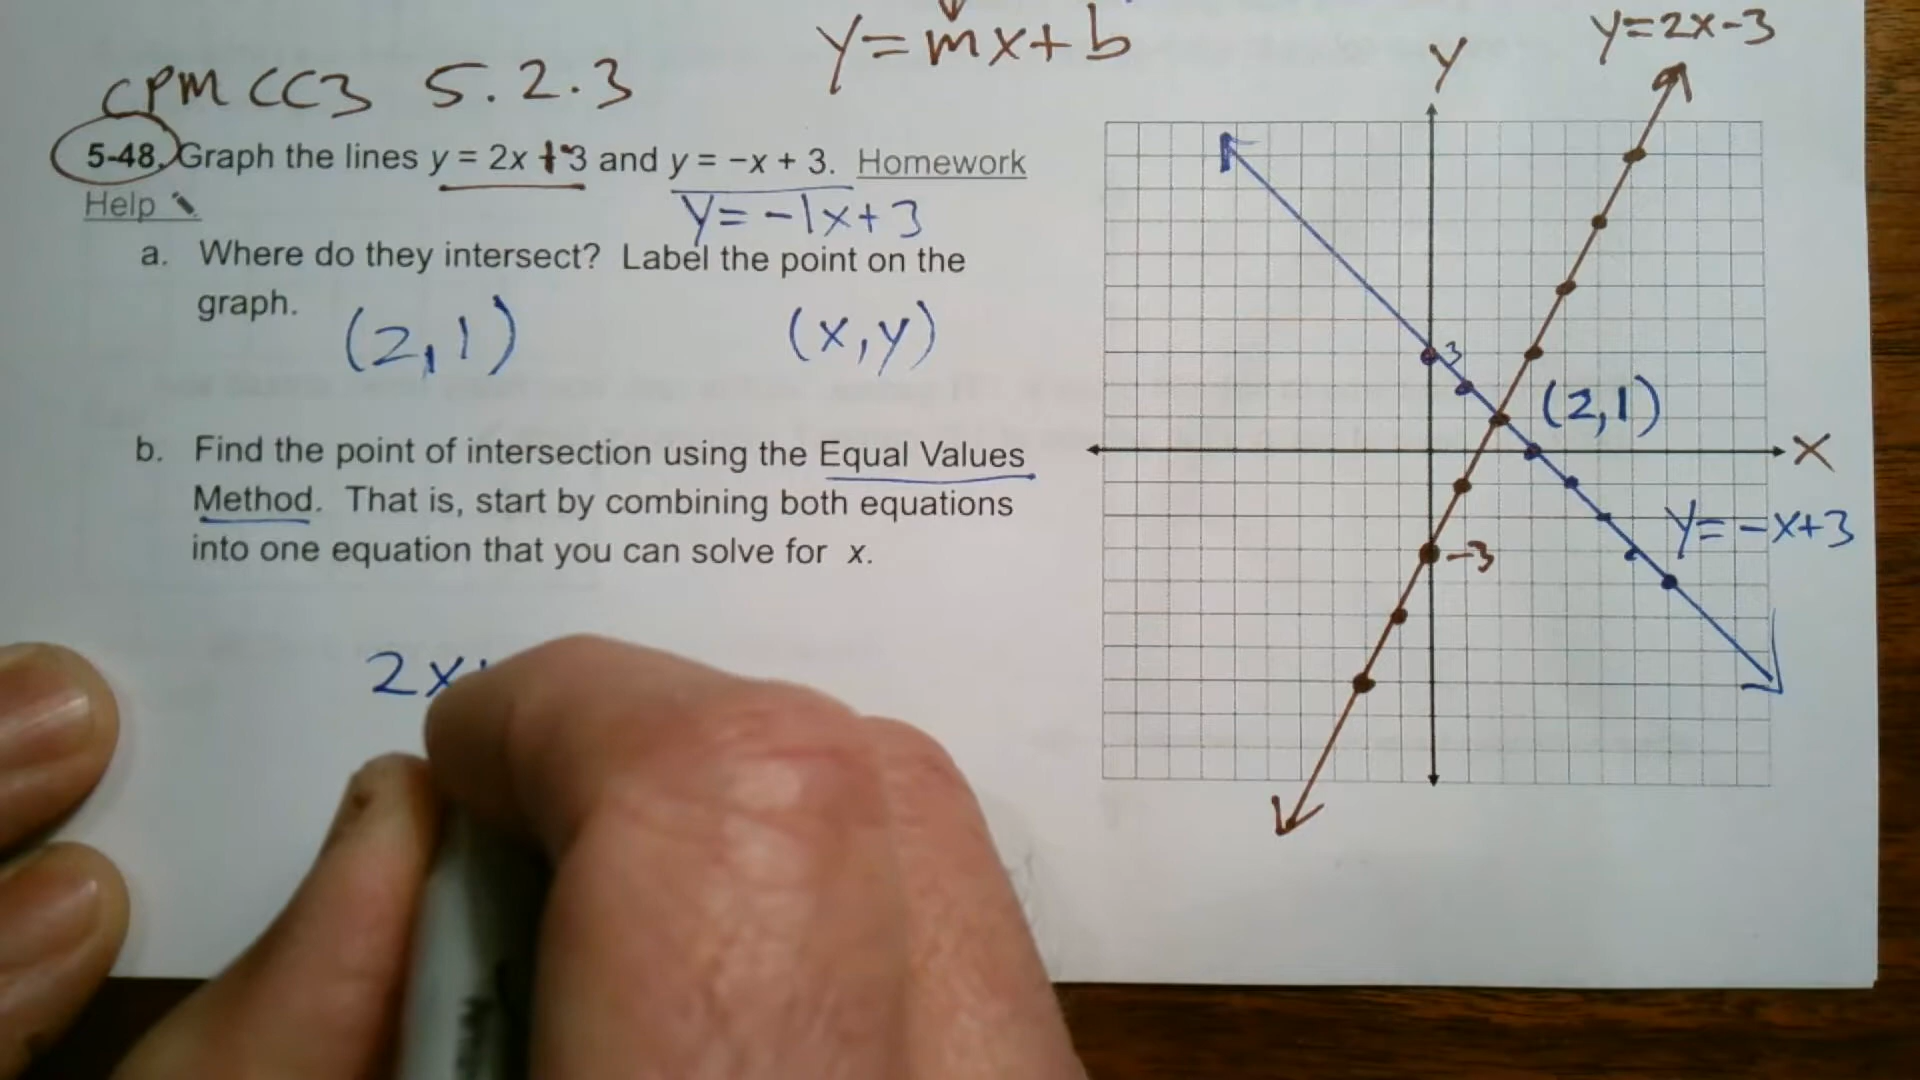 y=mx+b
CPM CC3 5.2.3
5-48. Graph the lines y = 2x - 3 and y = −x + 3. Homework
Help
y=-1x+3
a. Where do they intersect? Label the point on the
graph.
(2,1) (x,y)
b. Find the point of intersection using the Equal Values
Method. That is, start by combining both equations
into one equation that you can solve for x.
2x
y=2x-3
y
3
(2,1)
x
y=-x+3
-3